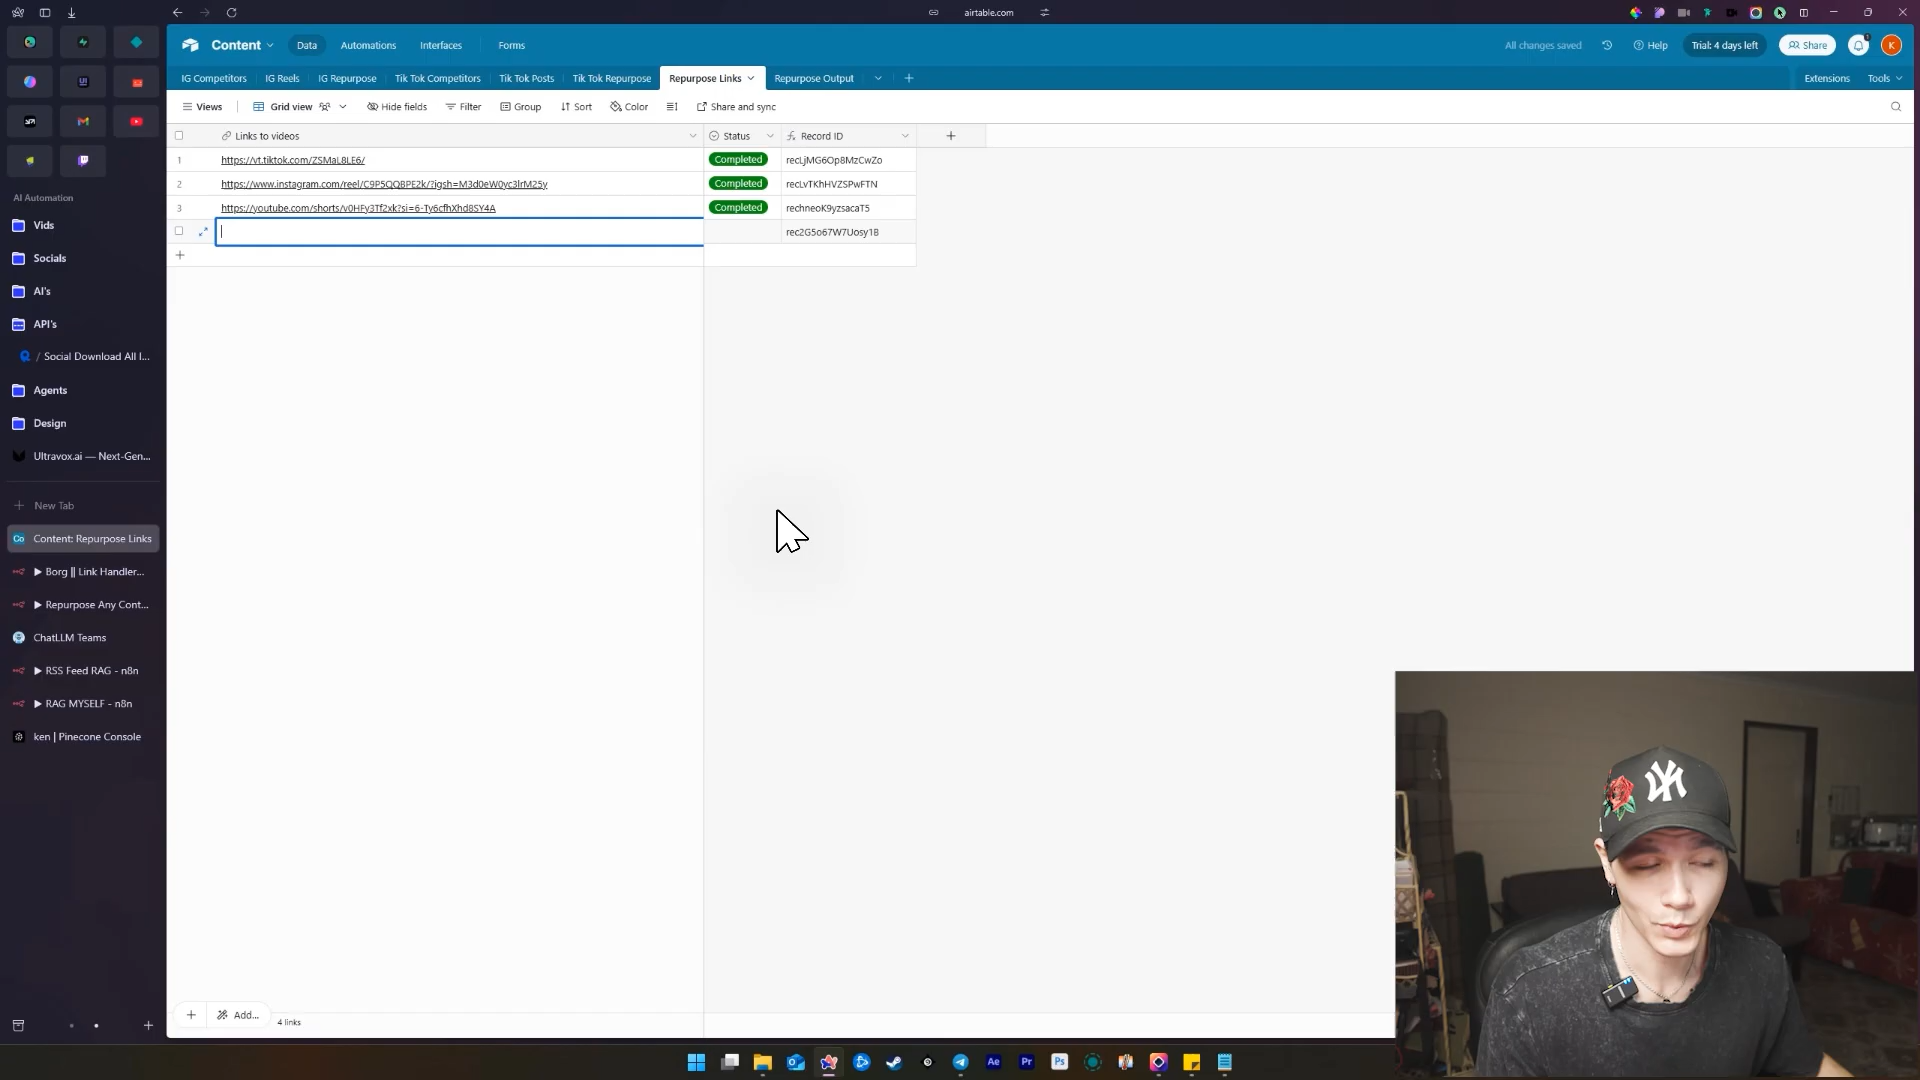 airtable.com
Content
Data
Automations
Interfaces
Forms
All changes saved
Help
Trial: 4 days left
Share
1
K
IG Competitors
IG Reels
IG Repurpose
Tik Tok Competitors
Tik Tok Posts
Tik Tok Repurpose
Repurpose Links
Repurpose Output
Extensions
Tools
Views
Grid view
Hide fields
Filter
Group
Sort
Color
Share and sync
Links to videos
Status
Record ID
1
https://vt.tiktok.com/ZSMaL8LE6/
Completed
recLjMG6Op8MzCwZo
2
https://www.instagram.com/reel/C9P5QQBPE2k/?igsh=M3d0eW0yc3lrM25y
Completed
recLvTKhHVZSPwFTN
3
https://youtube.com/shorts/v0HFy3Tf2xk?si=6-Ty6cfhXhd8SY4A
Completed
rechneoK9yzsacaT5
rec2G5o67W7Uosy18
Add...
4 links
AI Automation
Vids
Socials
AI's
API's
/ Social Download All I...
Agents
Design
Ultravox.ai — Next-Gen...
New Tab
Co
Content: Repurpose Links
▶ Borg || Link Handler...
▶ Repurpose Any Cont...
ChatLLM Teams
▶ RSS Feed RAG - n8n
▶ RAG MYSELF - n8n
ken | Pinecone Console
NY
Ae
Pr
Ps